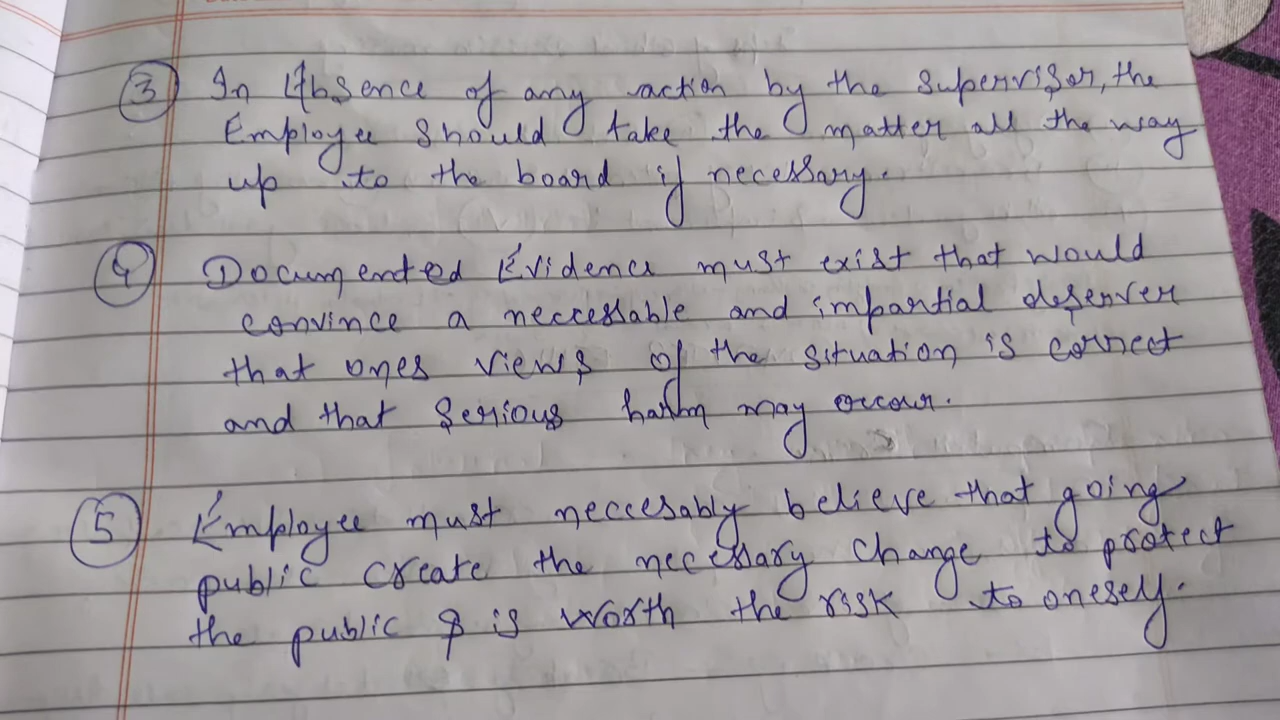 ③ In Absence of any action by the Supervisor, the
Employee should take the matter all the way
up to the board if necessary.
④ Documented Evidence must exist that would
convince a neccessable and impartial deserver
that ones views of the situation is correct
and that serious harm may occour.
⑤ Employee must neccesably believe that going
public create the necessary change to protect
the public & is worth the risk to onesely.